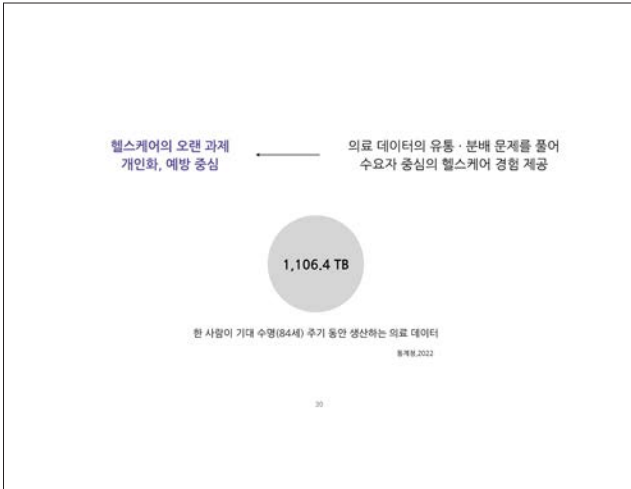 헬스케어의 오랜 과제
개인화, 예방 중심
의료 데이터의 유통 · 분배 문제를 풀어
수요자 중심의 헬스케어 경험 제공
1,106.4 TB
한 사람이 기대 수명(84세) 주기 동안 생산하는 의료 데이터
통계청,2022
20